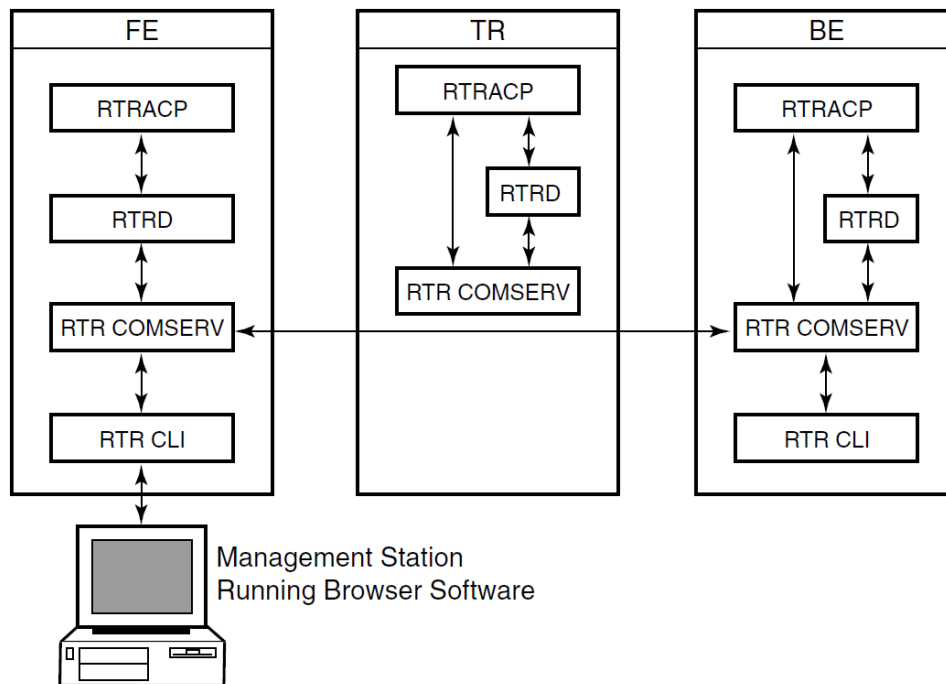 FE
RTRACP
RTRD
RTR COMSERV
RTR CLI
Management Station
Running Browser Software
TR
RTRACP
RTRD
RTR COMSERV
BE
RTRACP
RTRD
RTR COMSERV
RTR CLI